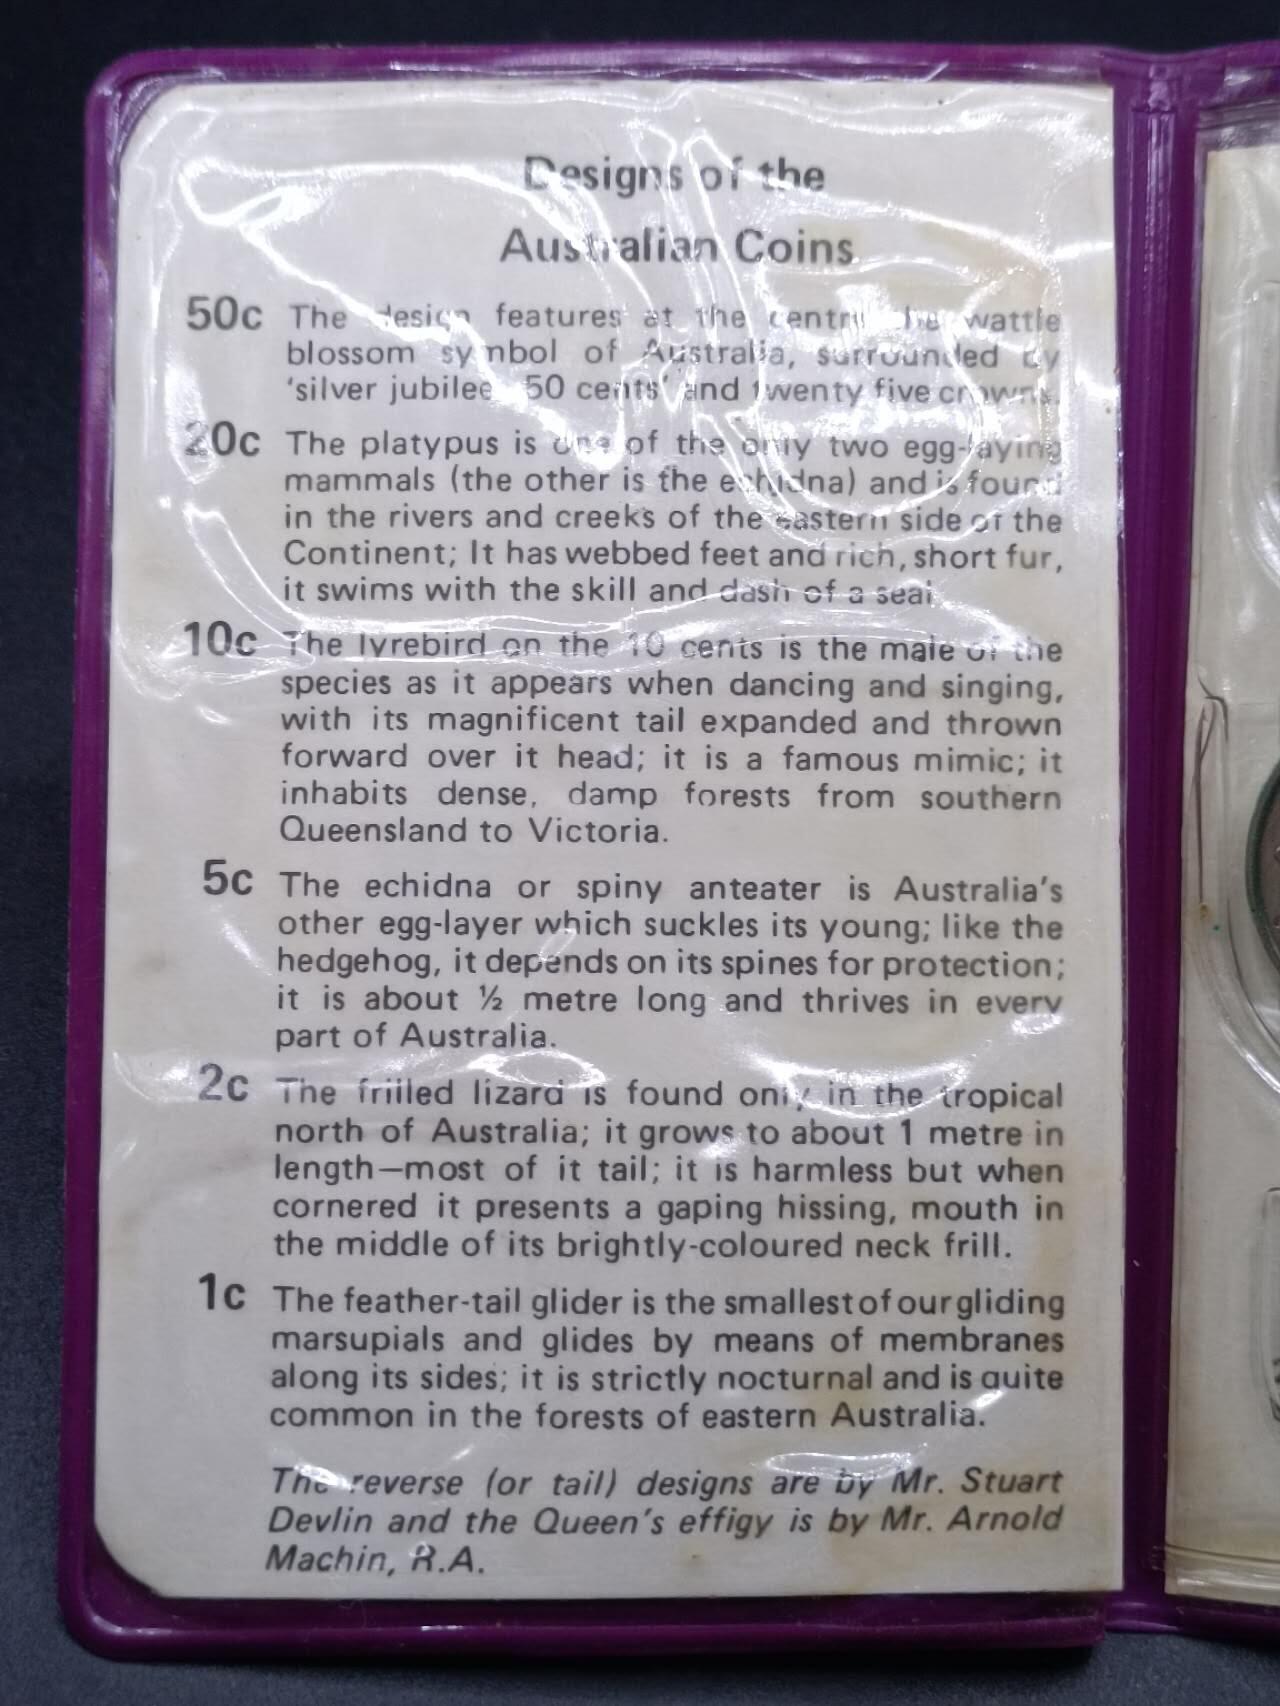 Designs of the
Australian Coins
50c The design features at the centre the wattle
blossom symbol of Australia, surrounded by
'silver jubilee 50 cents' and twenty five crowns.
20c The platypus is one of the only two egg-laying
mammals (the other is the echidna) and is found
in the rivers and creeks of the eastern side of the
Continent; It has webbed feet and rich, short fur,
it swims with the skill and dash of a seal
10c The lyrebird on the 10 cents is the male of the
species as it appears when dancing and singing,
with its magnificent tail expanded and thrown
forward over it head; it is a famous mimic; it
inhabits dense, damp forests from southern
Queensland to Victoria.
5c The echidna or spiny anteater is Australia's
other egg-layer which suckles its young; like the
hedgehog, it depends on its spines for protection;
it is about ½ metre long and thrives in every
part of Australia.
2c The frilled lizard is found only in the tropical
north of Australia; it grows to about 1 metre in
length—most of it tail; it is harmless but when
cornered it presents a gaping hissing, mouth in
the middle of its brightly-coloured neck frill.
1c The feather-tail glider is the smallest of our gliding
marsupials and glides by means of membranes
along its sides; it is strictly nocturnal and is quite
common in the forests of eastern Australia.
The reverse (or tail) designs are by Mr. Stuart
Devlin and the Queen's effigy is by Mr. Arnold
Machin, R.A.